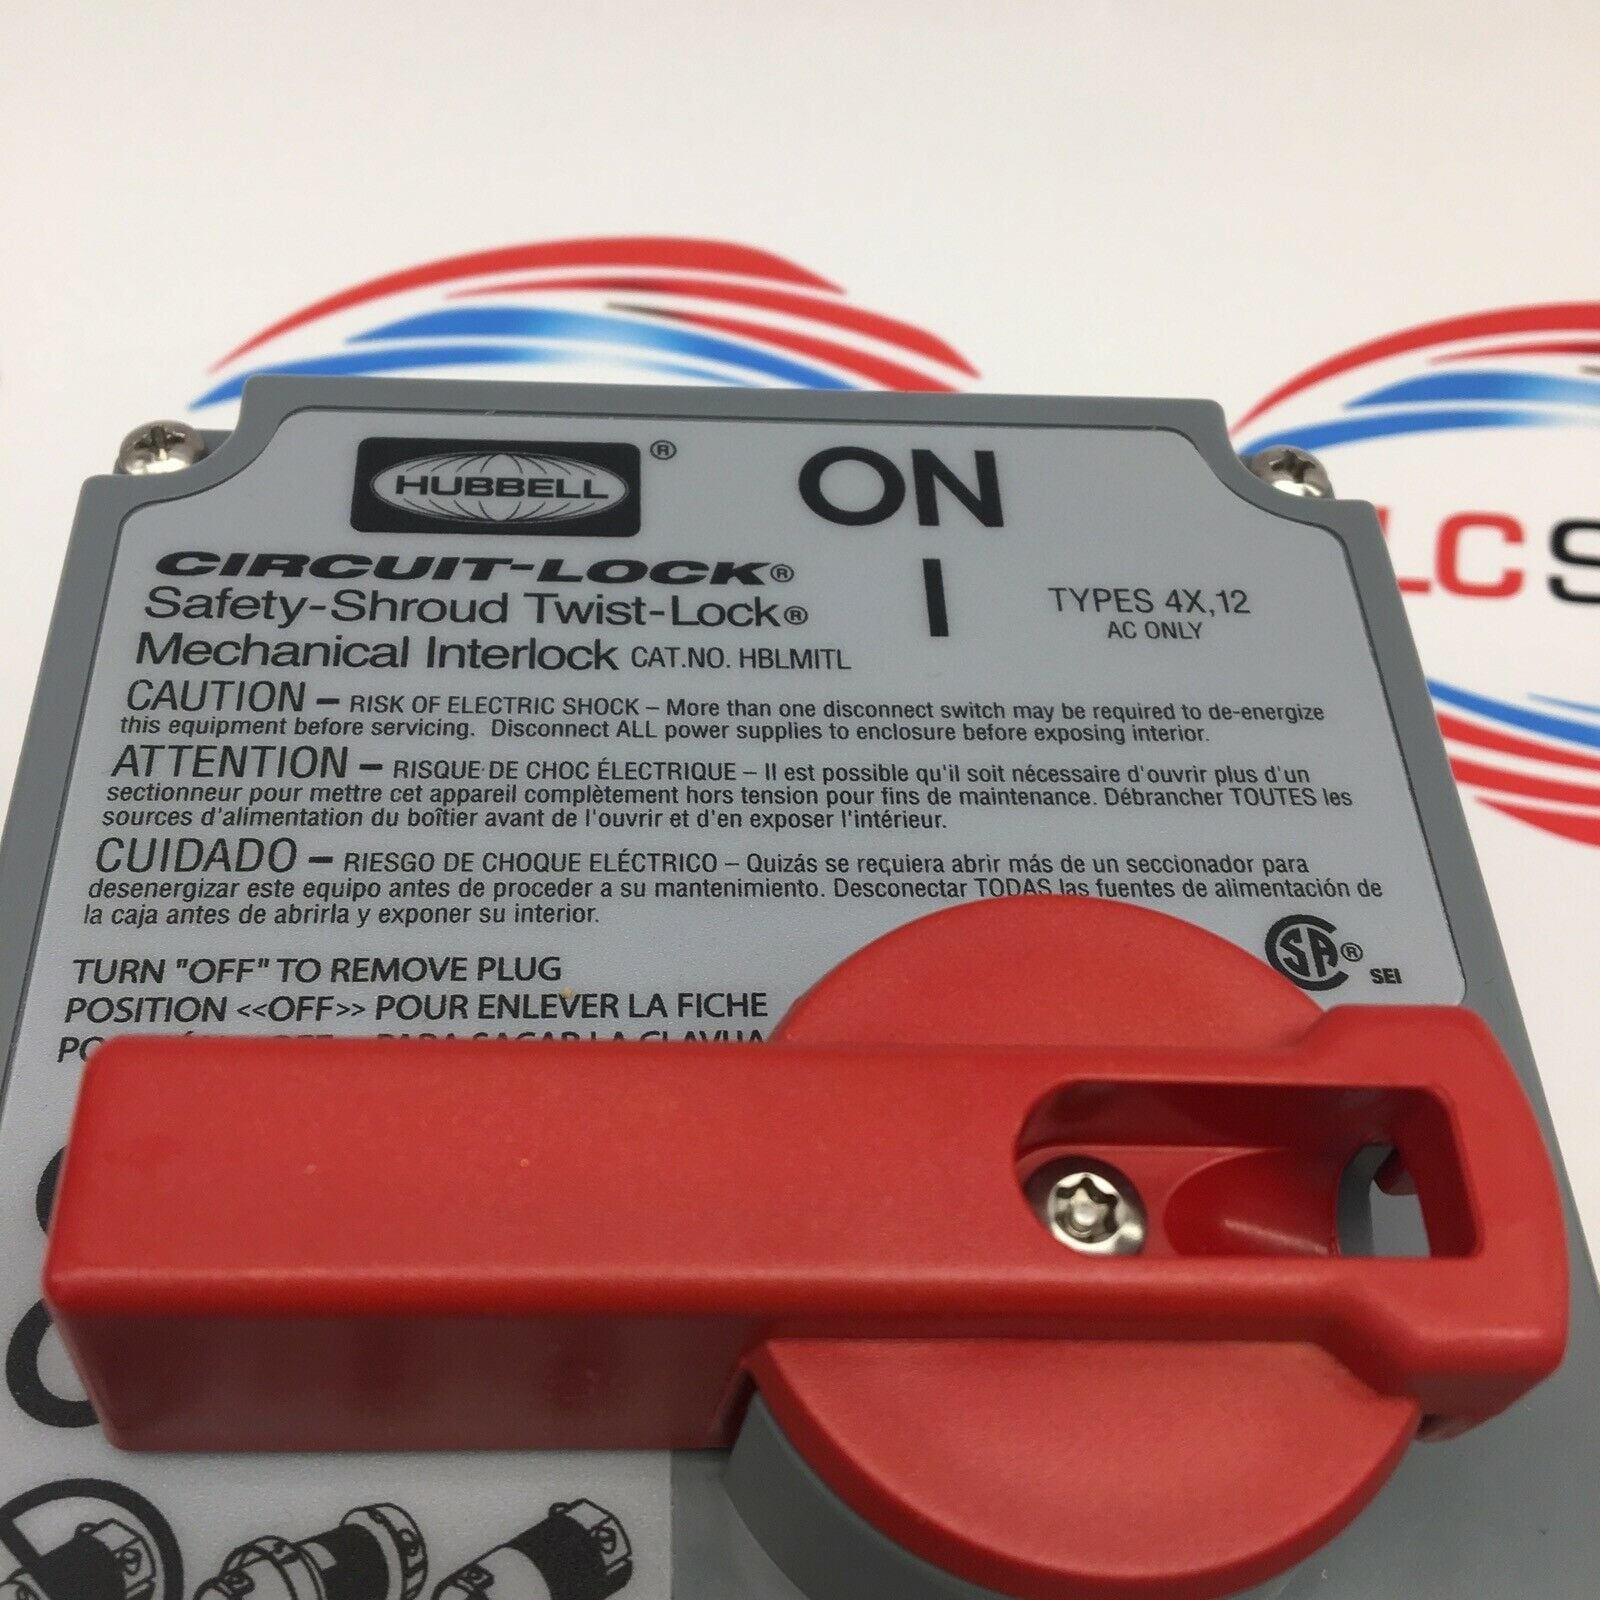 HUBBELL®
ON
I
CIRCUIT-LOCK®
Safety-Shroud Twist-Lock®
Mechanical Interlock CAT.NO. HBLMITL
TYPES 4X,12
AC ONLY
CAUTION – RISK OF ELECTRIC SHOCK – More than one disconnect switch may be required to de-energize
this equipment before servicing. Disconnect ALL power supplies to enclosure before exposing interior.
ATTENTION – RISQUE DE CHOC ÉLECTRIQUE – Il est possible qu'il soit nécessaire d'ouvrir plus d'un
sectionneur pour mettre cet appareil complètement hors tension pour fins de maintenance. Débrancher TOUTES les
sources d'alimentation du boîtier avant de l'ouvrir et d'en exposer l'intérieur.
CUIDADO – RIESGO DE CHOQUE ELÉCTRICO – Quizás se requiera abrir más de un seccionador para
desenergizar este equipo antes de proceder a su mantenimiento. Desconectar TODAS las fuentes de alimentación de
la caja antes de abrirla y exponer su interior.
CSA® SEI
TURN "OFF" TO REMOVE PLUG
POSITION <<OFF>> POUR ENLEVER LA FICHE
PARA SACAR LA CLAVIJA
LC S